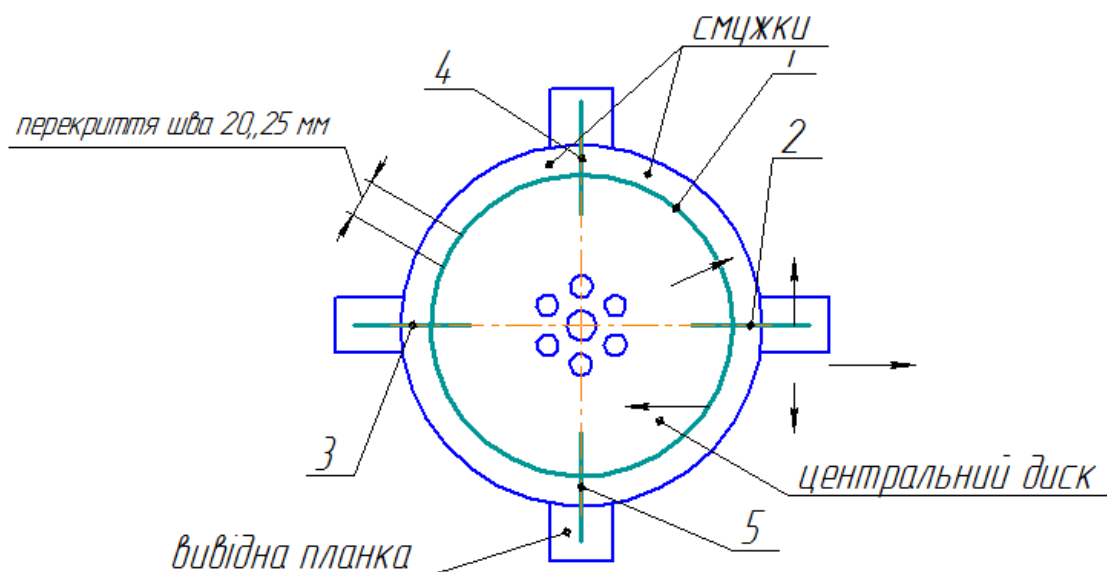 смужки
1
4
перекриття шва 20,,25 мм
2
3
центральний диск
5
вивідна планка